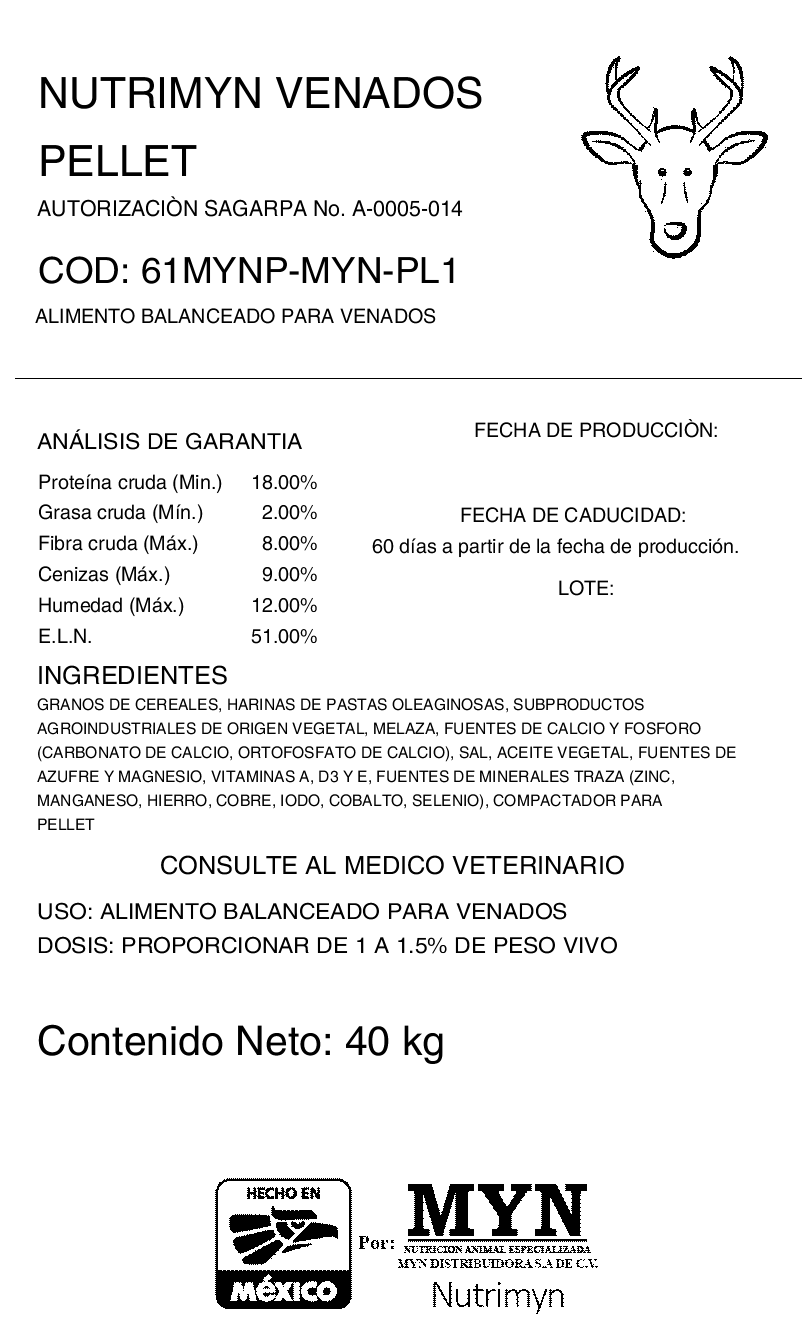 NUTRIMYN VENADOS
PELLET
AUTORIZACIÒN SAGARPA No. A-0005-014
COD: 61MYNP-MYN-PL1
ALIMENTO BALANCEADO PARA VENADOS
ANÁLISIS DE GARANTIA
Proteína cruda (Min.) 18.00%
Grasa cruda (Mín.) 2.00%
Fibra cruda (Máx.) 8.00%
Cenizas (Máx.) 9.00%
Humedad (Máx.) 12.00%
E.L.N. 51.00%
FECHA DE PRODUCCIÒN:
FECHA DE CADUCIDAD:
60 días a partir de la fecha de producción.
LOTE:
INGREDIENTES
GRANOS DE CEREALES, HARINAS DE PASTAS OLEAGINOSAS, SUBPRODUCTOS
AGROINDUSTRIALES DE ORIGEN VEGETAL, MELAZA, FUENTES DE CALCIO Y FOSFORO
(CARBONATO DE CALCIO, ORTOFOSFATO DE CALCIO), SAL, ACEITE VEGETAL, FUENTES DE
AZUFRE Y MAGNESIO, VITAMINAS A, D3 Y E, FUENTES DE MINERALES TRAZA (ZINC,
MANGANESO, HIERRO, COBRE, IODO, COBALTO, SELENIO), COMPACTADOR PARA
PELLET
CONSULTE AL MEDICO VETERINARIO
USO: ALIMENTO BALANCEADO PARA VENADOS
DOSIS: PROPORCIONAR DE 1 A 1.5% DE PESO VIVO
Contenido Neto: 40 kg
HECHO EN
MéXICO
Por:
MYN
NUTRICION ANIMAL ESPECIALIZADA
MYN DISTRIBUIDORA S.A DE C.V.
Nutrimyn